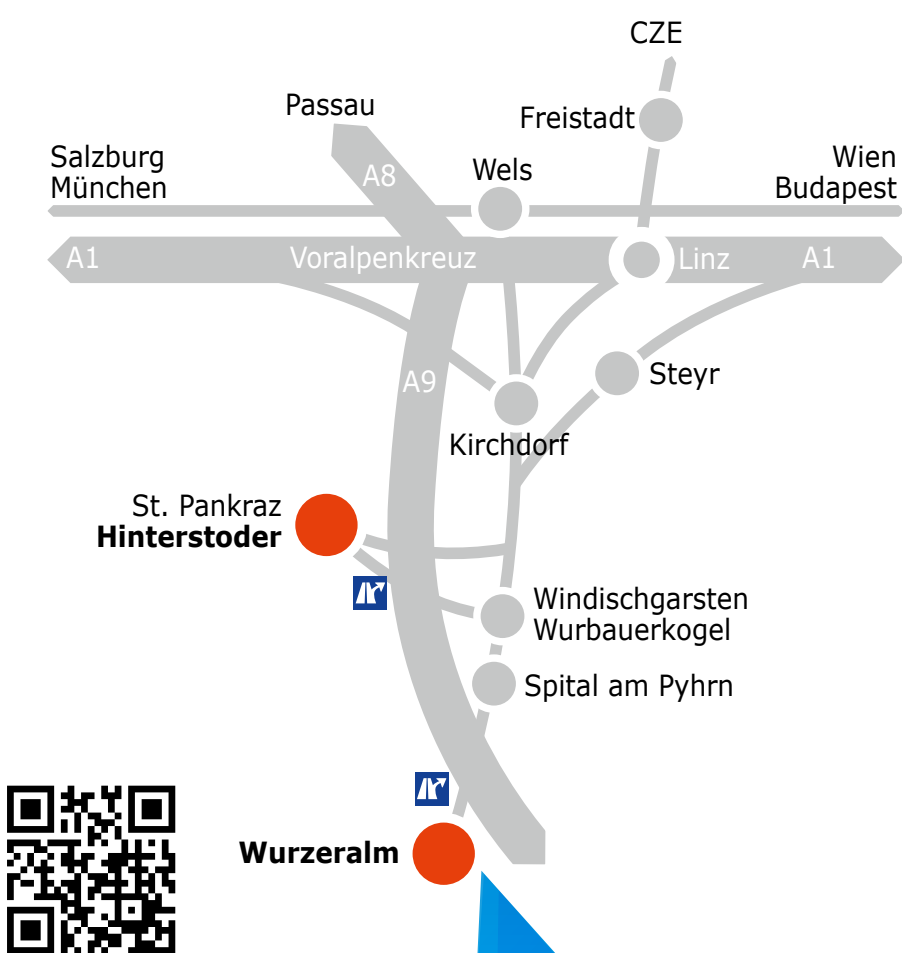 CZE
Passau
Freistadt
Salzburg
München
Wels
Wien
Budapest
A8
A1
Voralpenkreuz
Linz
A1
A9
Steyr
Kirchdorf
St. Pankraz
Hinterstoder
Windischgarsten
Wurbauerkogel
Spital am Pyhrn
Wurzeralm